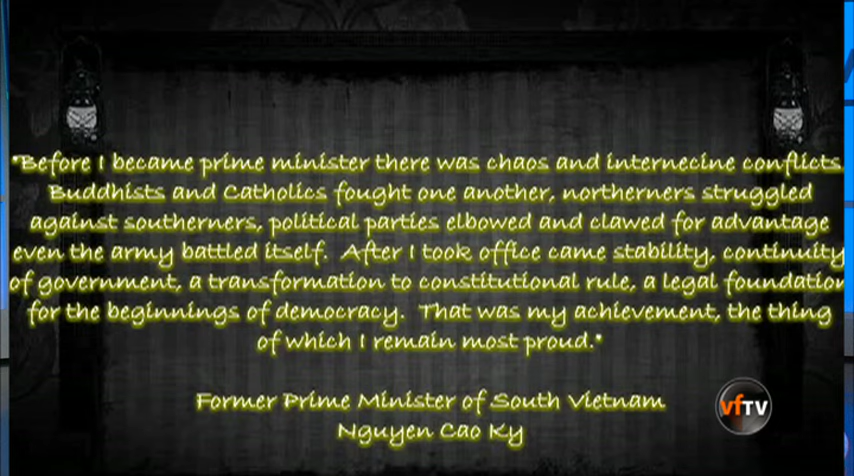 "Before I became prime minister there was chaos and internecine conflicts.
Buddhists and Catholics fought one another, northerners struggled
against southerners, political parties elbowed and clawed for advantage
even the army battled itself. After I took office came stability, continuity
of government, a transformation to constitutional rule, a legal foundation
for the beginnings of democracy. That was my achievement, the thing
of which I remain most proud."
Former Prime Minister of South Vietnam
Nguyen Cao Ky
vfTV